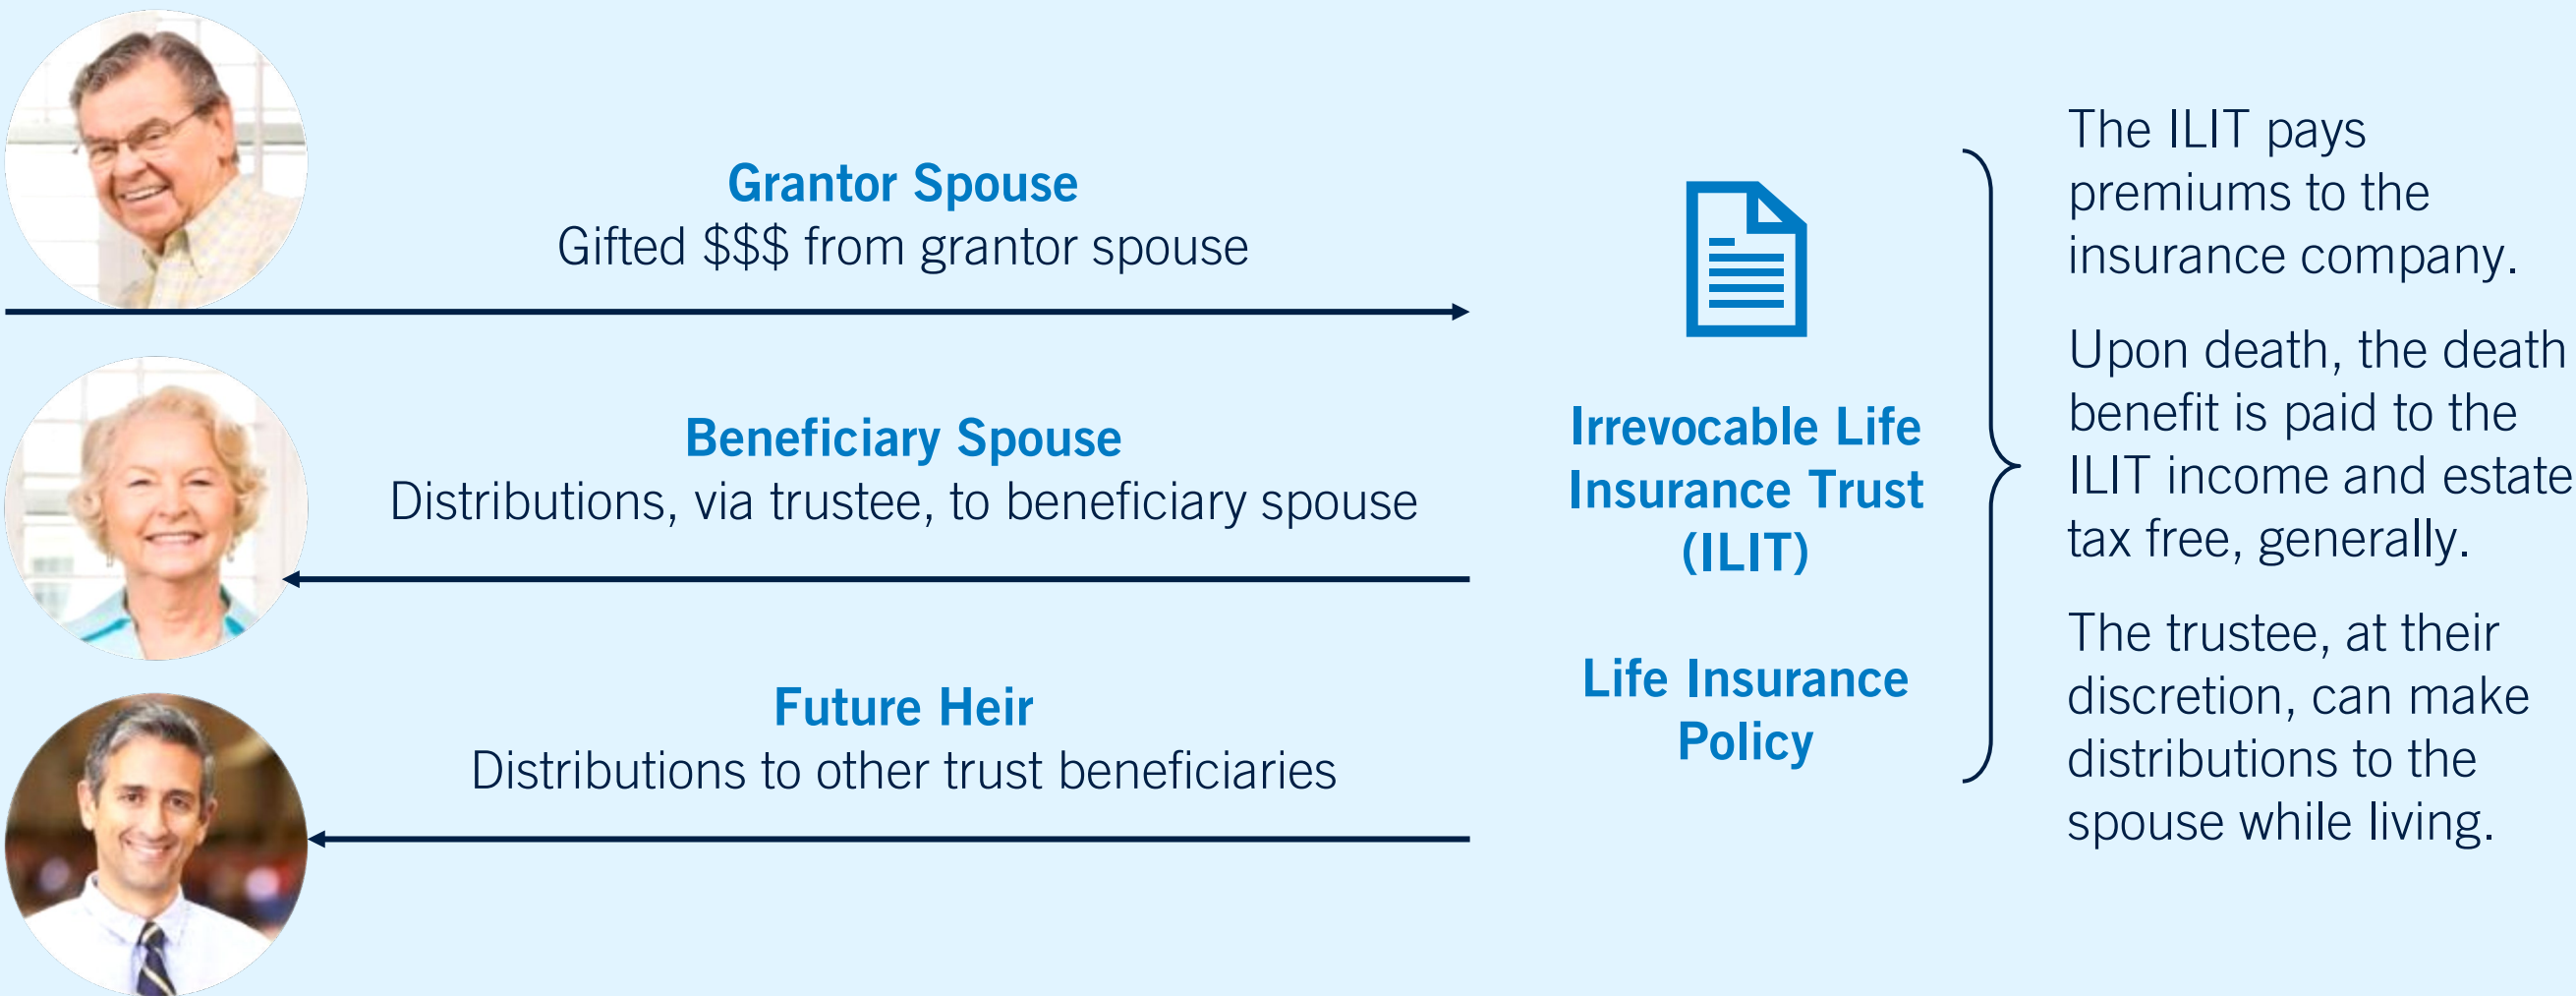 Grantor Spouse
Gifted $$$ from grantor spouse
Beneficiary Spouse
Distributions, via trustee, to beneficiary spouse
Future Heir
Distributions to other trust beneficiaries
Irrevocable Life
Insurance Trust
(ILIT)
Life Insurance
Policy
The ILIT pays
premiums to the
insurance company.
Upon death, the death
benefit is paid to the
ILIT income and estate
tax free, generally.
The trustee, at their
discretion, can make
distributions to the
spouse while living.